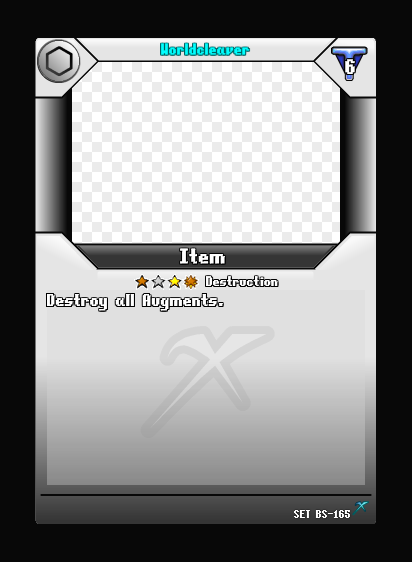 Worldcleaver
6
Item
Destruction
Destroy all Augments.
SET BS-165